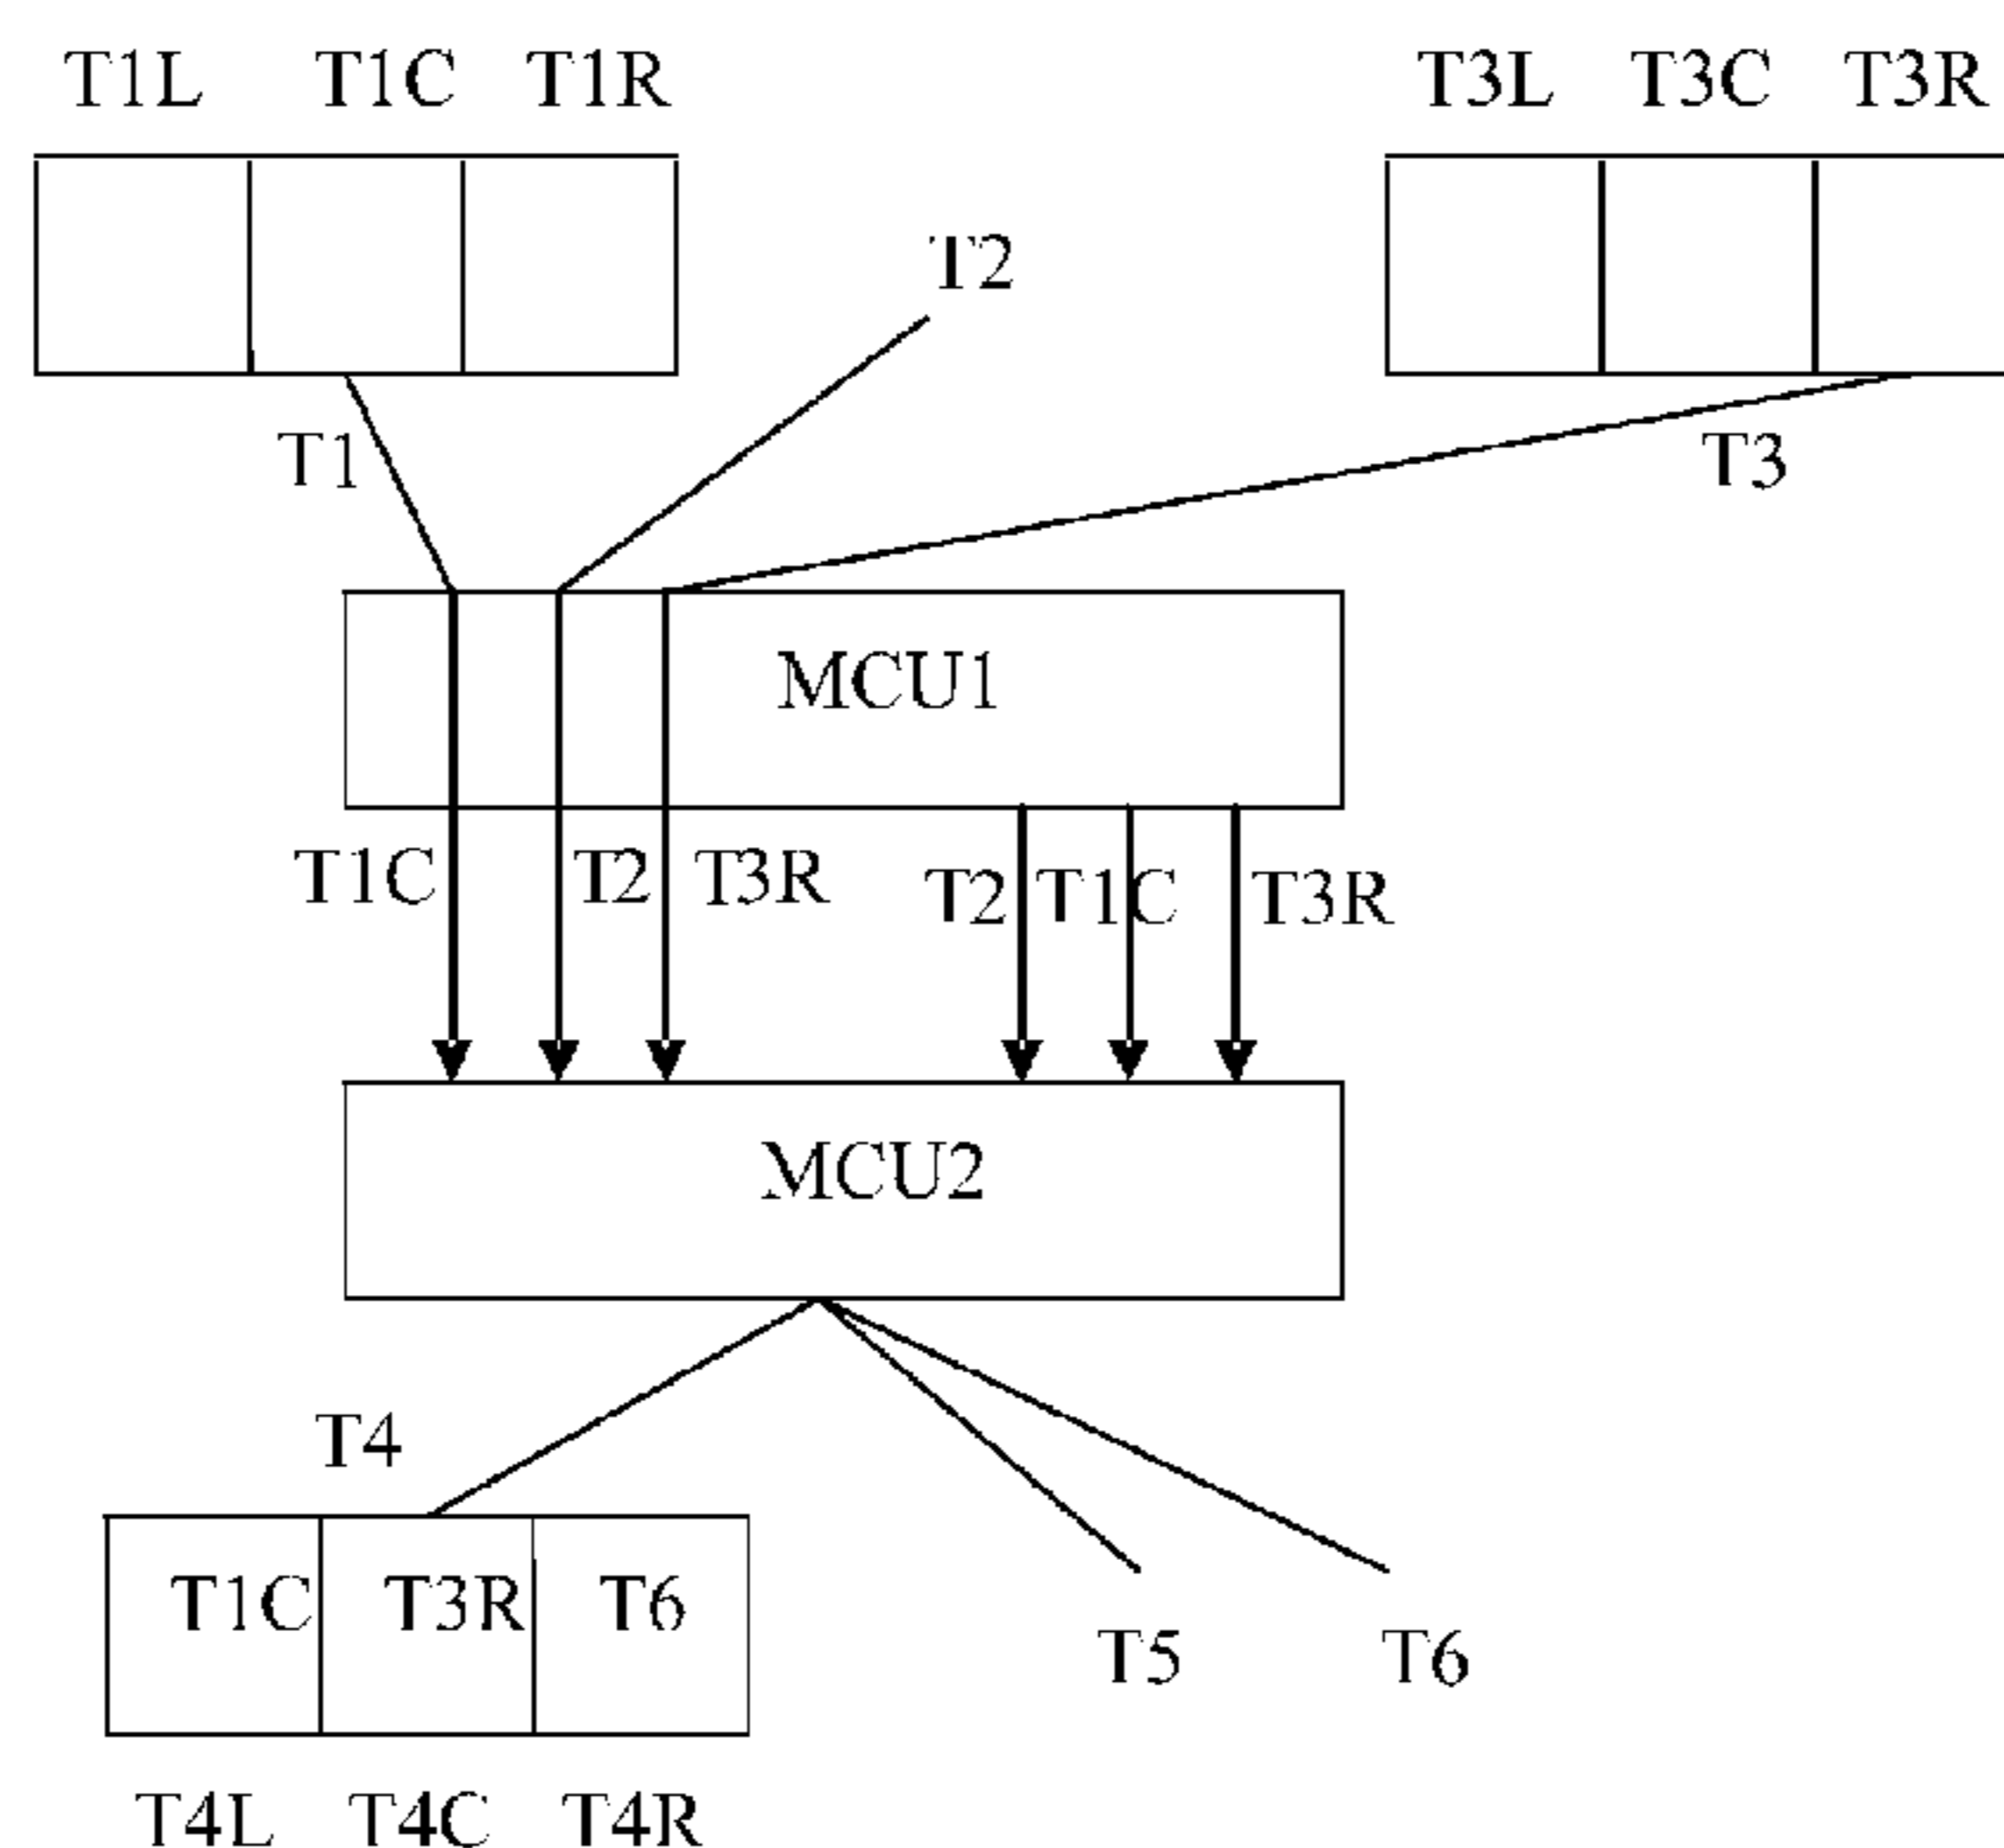 T1L T1C T1R T3L T3C T3R
T2
T1 T3
MCU1
T1C T2 T3R T2 T1C T3R
MCU2
T4
T1C T3R T6
T5 T6
T4L T4C T4R